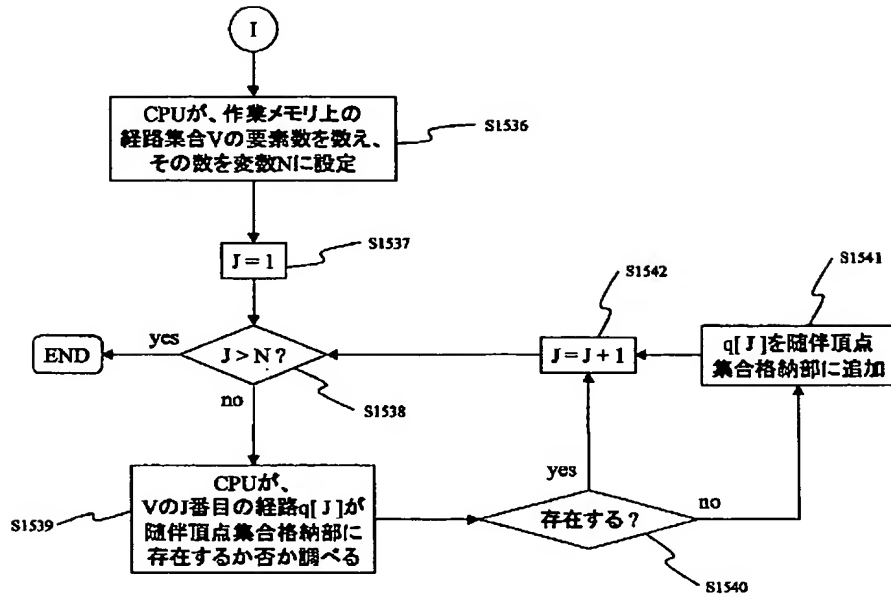 I
CPUが、作業メモリ上の
経路集合Vの要素数を数え、
その数を変数Nに設定
S1536
J = 1
S1537
J > N ?
yes
END
no
S1538
CPUが、
VのJ番目の経路q[J]が
随伴頂点集合格納部に
存在するか否か調べる
S1539
存在する?
yes
no
S1540
q[J]を随伴頂点
集合格納部に追加
S1541
J = J + 1
S1542